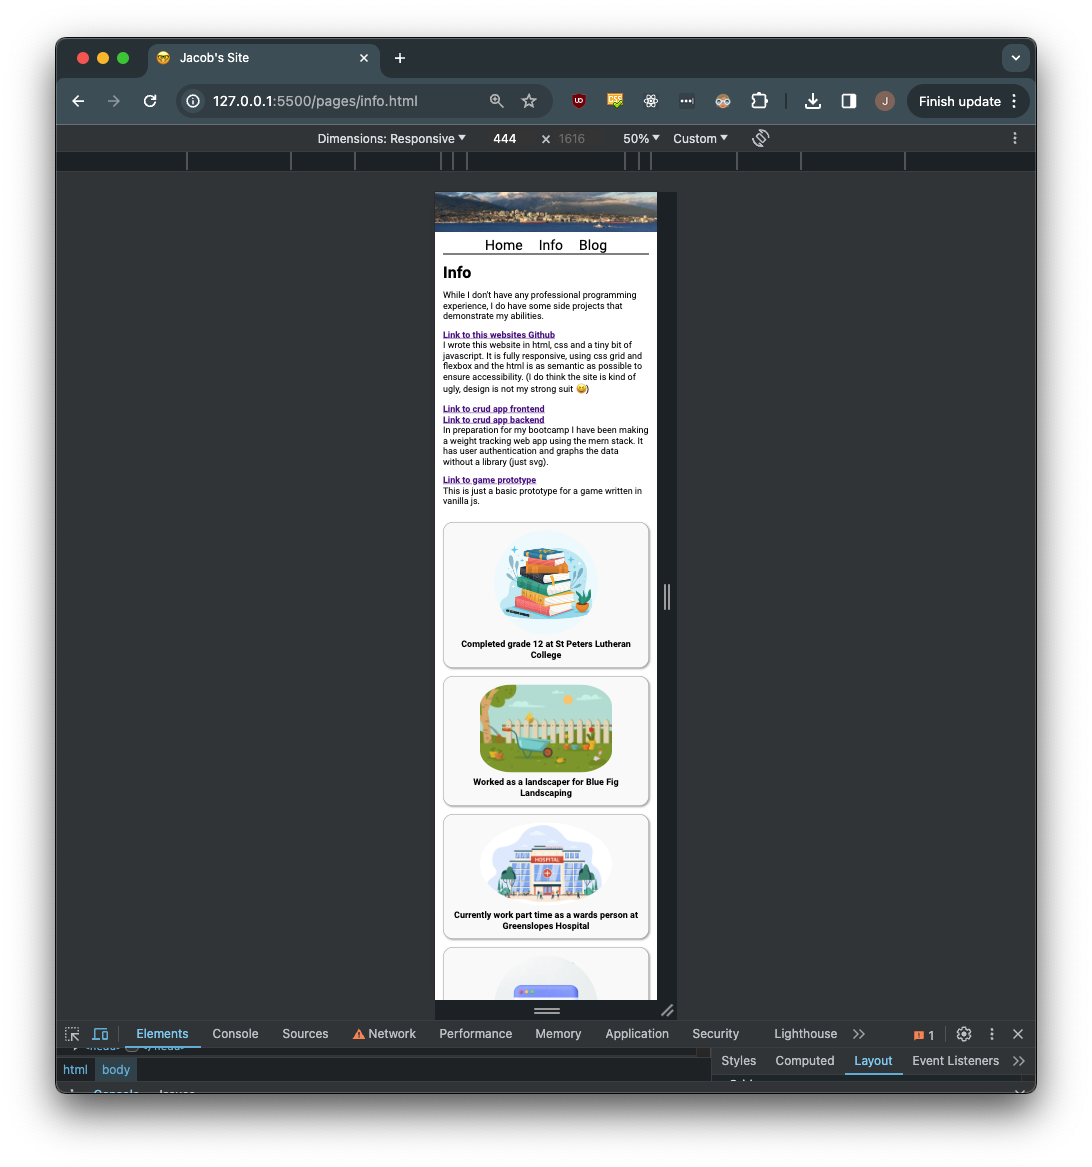 Jacob's Site
127.0.0.1:5500/pages/info.html
Finish update
J
Dimensions: Responsive 444 × 1616 50% Custom
Home Info Blog
Info
While I don't have any professional programming
experience, I do have some side projects that
demonstrate my abilities.
Link to this websites Github
I wrote this website in html, css and a tiny bit of
javascript. It is fully responsive, using css grid and
flexbox and the html is as semantic as possible to
ensure accessibility. (I do think the site is kind of
ugly, design is not my strong suit 😅)
Link to crud app frontend
Link to crud app backend
In preparation for my bootcamp I have been making
a weight tracking web app using the mern stack. It
has user authentication and graphs the data
without a library (just svg).
Link to game prototype
This is just a basic prototype for a game written in
vanilla js.
Completed grade 12 at St Peters Lutheran
College
Worked as a landscaper for Blue Fig
Landscaping
HOSPITAL
Currently work part time as a wards person at
Greenslopes Hospital
Elements Console Sources Network Performance Memory Application Security Lighthouse 1
Styles Computed Layout Event Listeners
html body